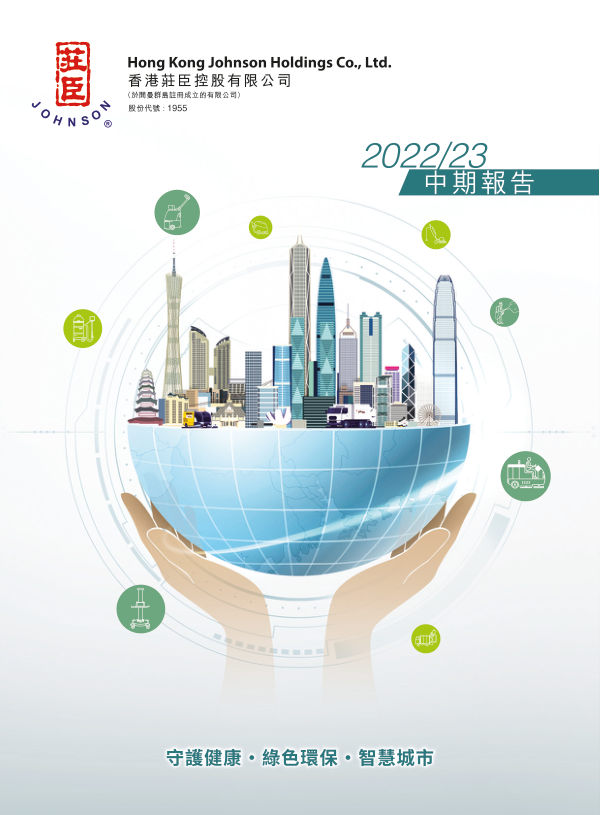 莊臣
JOHNSON®
Hong Kong Johnson Holdings Co., Ltd.
香港莊臣控股有限公司
(於開曼群島註冊成立的有限公司)
股份代號 : 1955
2022/23
中期報告
守護健康・綠色環保・智慧城市